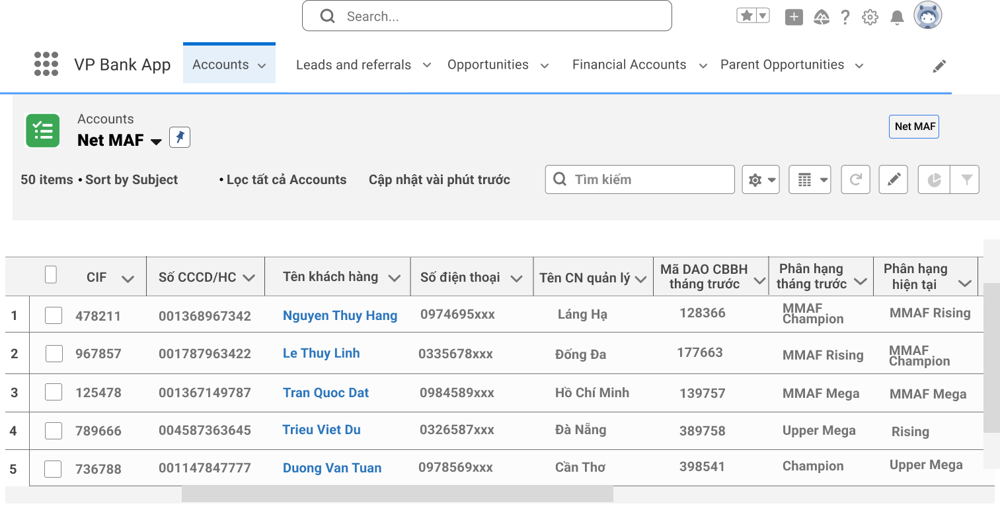 Search...
VP Bank App Accounts Leads and referrals Opportunities Financial Accounts Parent Opportunities
Accounts
Net MAF
Net MAF
50 items • Sort by Subject • Lọc tất cả Accounts Cập nhật vài phút trước Tìm kiếm
CIF Số CCCD/HC Tên khách hàng Số điện thoại Tên CN quản lý Mã DAO CBBH tháng trước Phân hạng tháng trước Phân hạng hiện tại
1 478211 001368967342 Nguyen Thuy Hang 0974695xxx Láng Hạ 128366 MMAF Champion MMAF Rising
2 967857 001787963422 Le Thuy Linh 0335678xxx Đống Đa 177663 MMAF Rising MMAF Champion
3 125478 001367149787 Tran Quoc Dat 0984589xxx Hồ Chí Minh 139757 MMAF Mega MMAF Mega
4 789666 004587363645 Trieu Viet Du 0326587xxx Đà Nẵng 389758 Upper Mega Rising
5 736788 001147847777 Duong Van Tuan 0978569xxx Cần Thơ 398541 Champion Upper Mega